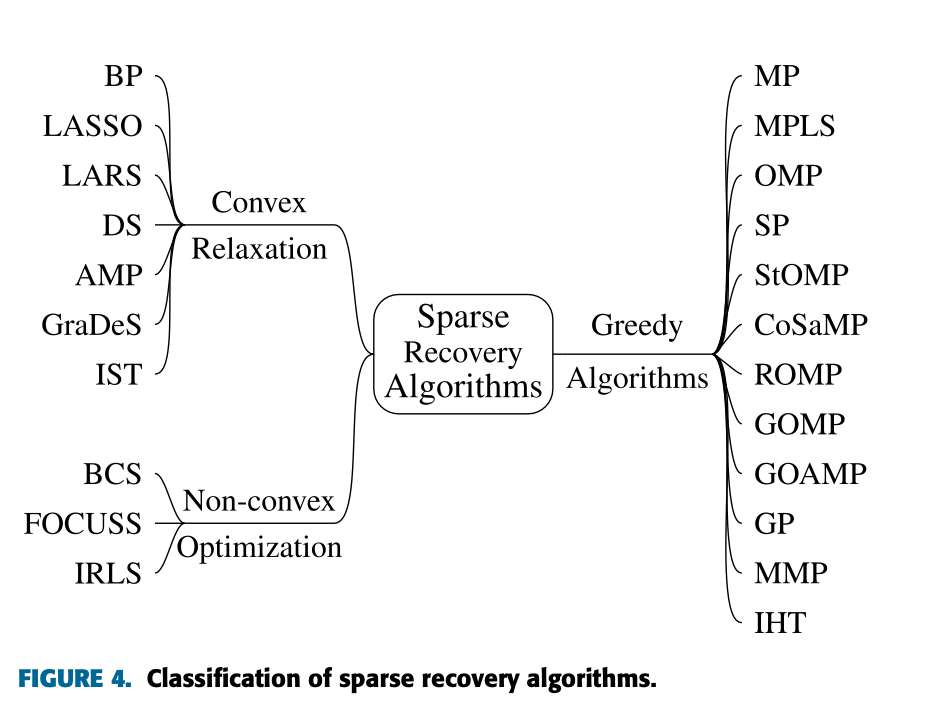 BP
LASSO
LARS
DS
AMP
GraDeS
IST
Convex
Relaxation
BCS
FOCUSS
IRLS
Non-convex
Optimization
Sparse
Recovery
Algorithms
Greedy
Algorithms
MP
MPLS
OMP
SP
StOMP
CoSaMP
ROMP
GOMP
GOAMP
GP
MMP
IHT
FIGURE 4. Classification of sparse recovery algorithms.